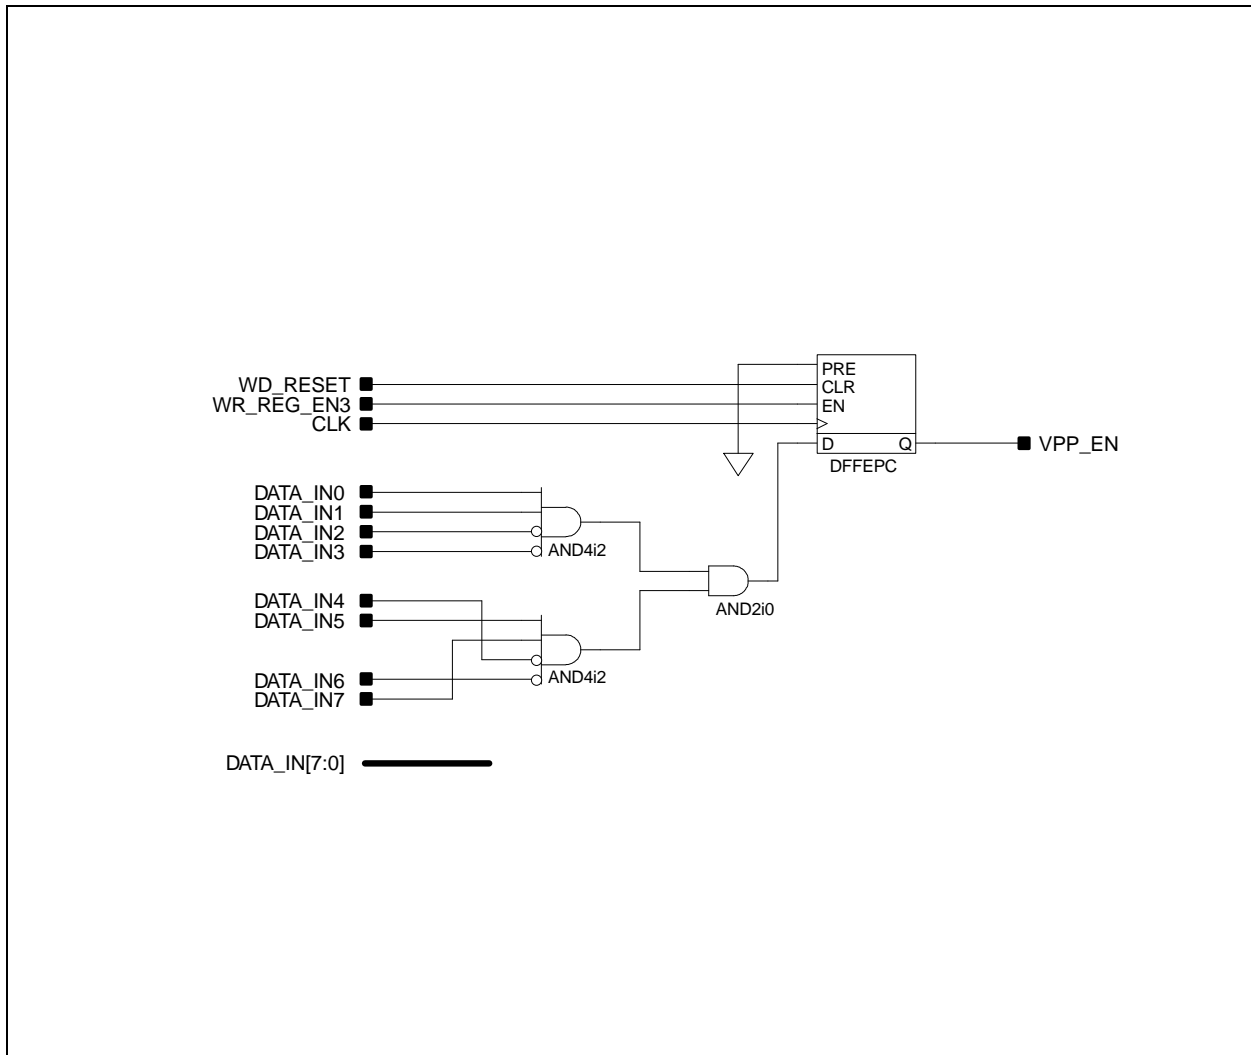 PRE
WD_RESET
CLR
WR_REG_EN3
EN
CLK
D
Q
VPP_EN
DFFEPC
DATA_IN0
DATA_IN1
DATA_IN2
DATA_IN3
AND4i2
DATA_IN4
DATA_IN5
AND2i0
DATA_IN6
AND4i2
DATA_IN7
DATA_IN[7:0]